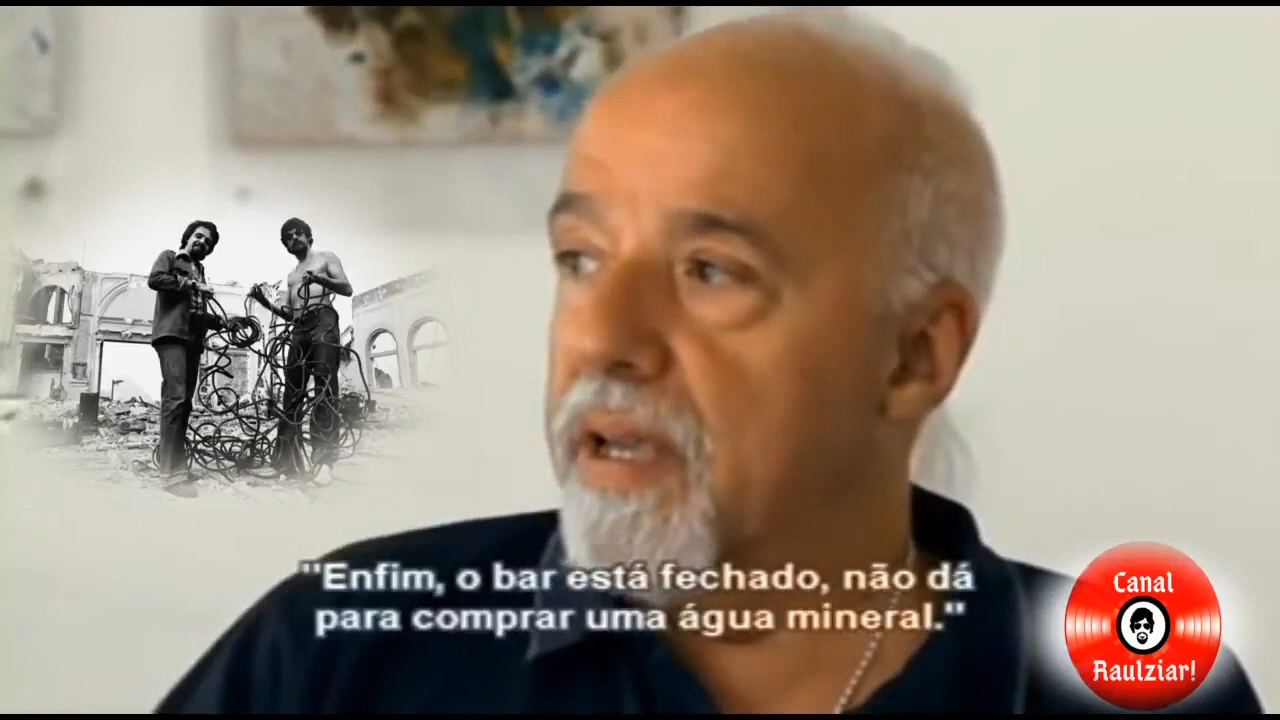 "Enfim, o bar está fechado, não dá
para comprar uma água mineral."
Canal
Raulziar!